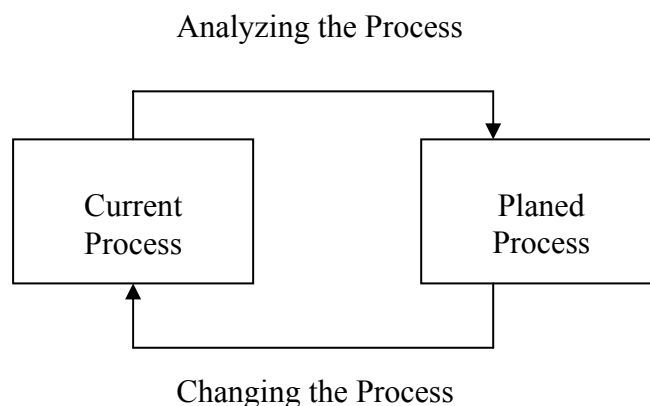 Analyzing the Process
Current
Process
Planed
Process
Changing the Process